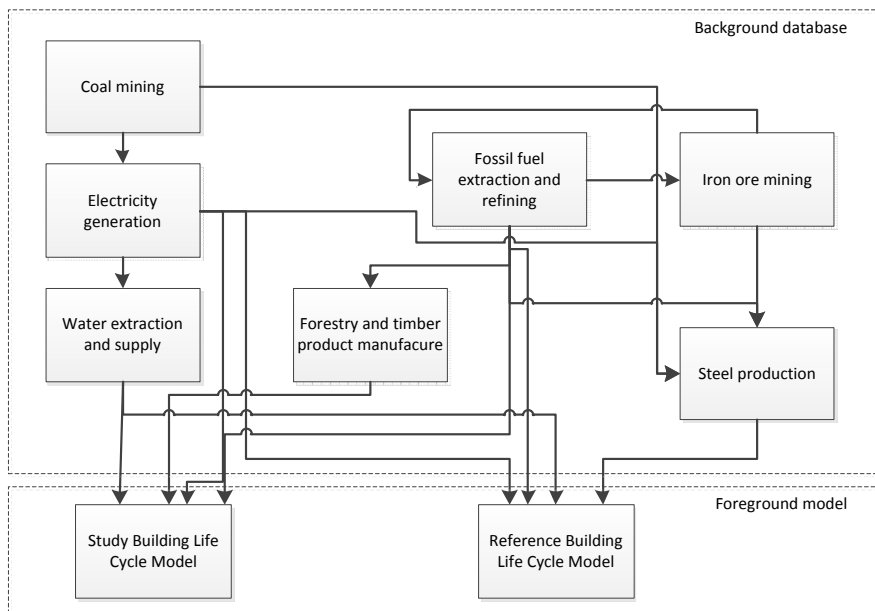 Background database
Coal mining
Fossil fuel
extraction and
refining
Iron ore mining
Electricity
generation
Water extraction
and supply
Forestry and timber
product manufacure
Steel production
Foreground model
Study Building Life
Cycle Model
Reference Building
Life Cycle Model